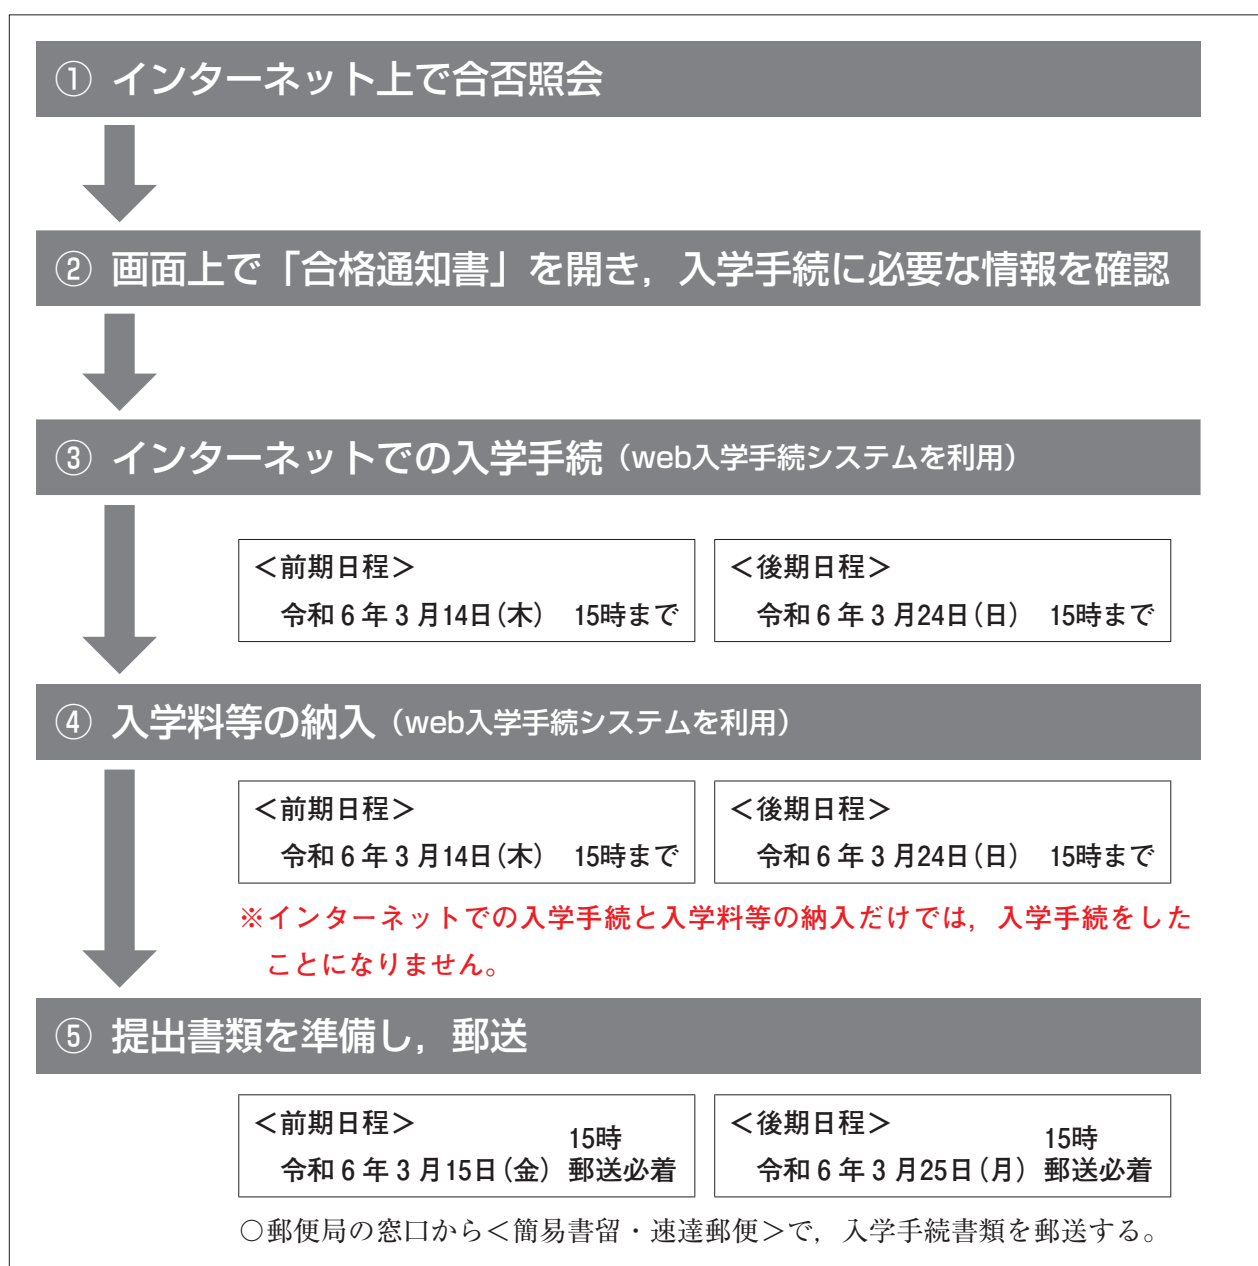 ① インターネット上で合否照会
② 画面上で「合格通知書」を開き，入学手続に必要な情報を確認
③ インターネットでの入学手続（web入学手続システムを利用）
＜前期日程＞
令和６年３月14日（木）　15時まで
＜後期日程＞
令和６年３月24日（日）　15時まで
④ 入学料等の納入（web入学手続システムを利用）
＜前期日程＞
令和６年３月14日（木）　15時まで
＜後期日程＞
令和６年３月24日（日）　15時まで
※インターネットでの入学手続と入学料等の納入だけでは，入学手続をした
ことになりません。
⑤ 提出書類を準備し，郵送
＜前期日程＞
15時
令和６年３月15日（金）郵送必着
＜後期日程＞
15時
令和６年３月25日（月）郵送必着
○郵便局の窓口から＜簡易書留・速達郵便＞で，入学手続書類を郵送する。